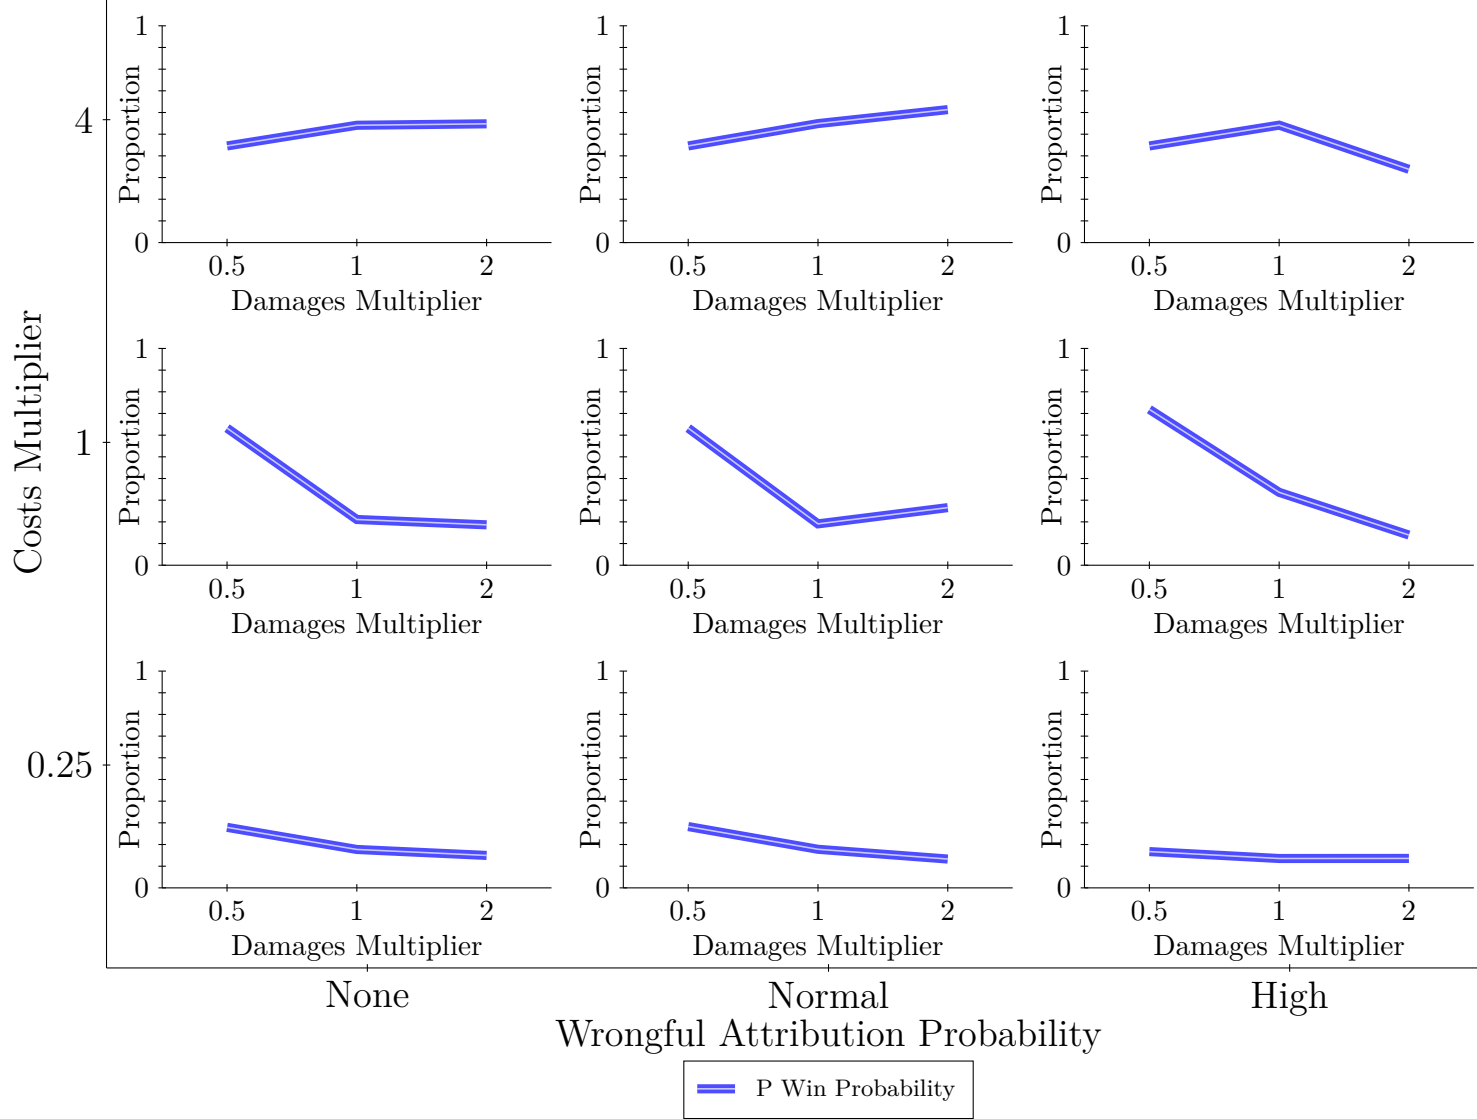 Costs Multiplier
4
1
0.25
1
Proportion
0
0.5 1 2
Damages Multiplier
1
Proportion
0
0.5 1 2
Damages Multiplier
1
Proportion
0
0.5 1 2
Damages Multiplier
1
Proportion
0
0.5 1 2
Damages Multiplier
1
Proportion
0
0.5 1 2
Damages Multiplier
1
Proportion
0
0.5 1 2
Damages Multiplier
1
Proportion
0
0.5 1 2
Damages Multiplier
1
Proportion
0
0.5 1 2
Damages Multiplier
1
Proportion
0
0.5 1 2
Damages Multiplier
None Normal High
Wrongful Attribution Probability
P Win Probability